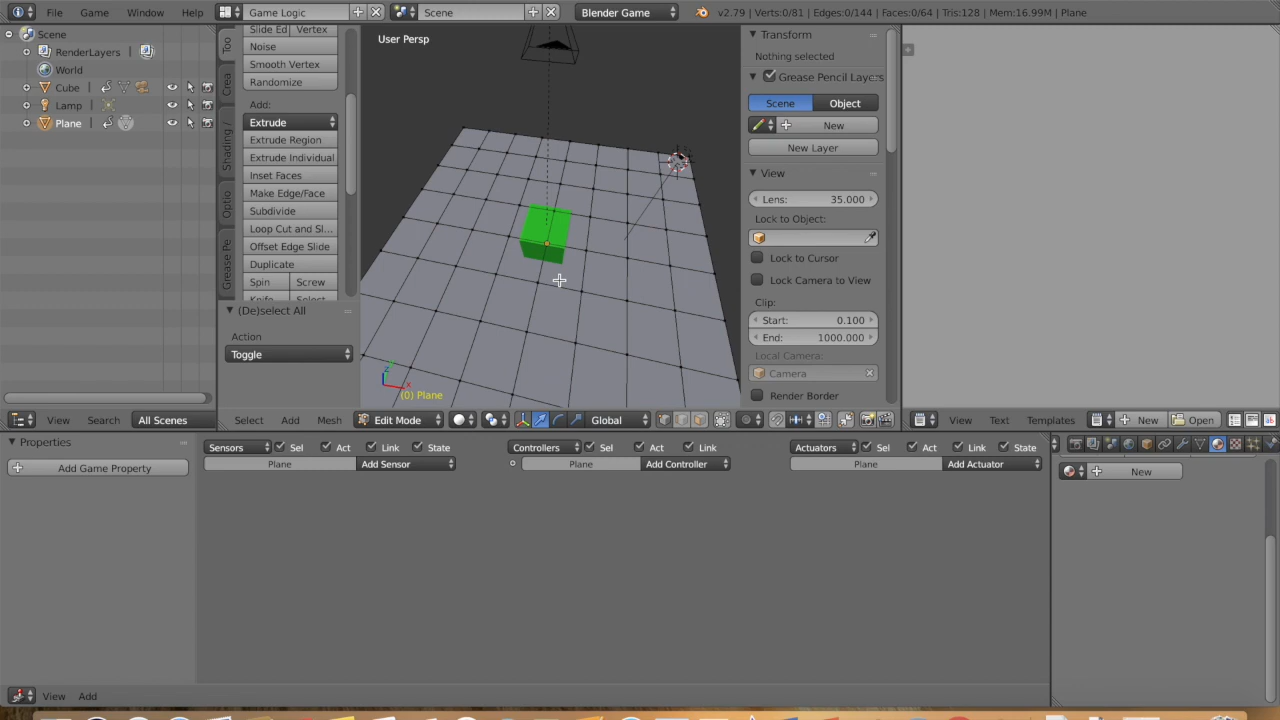 File Game Window Help Game Logic Scene Blender Game v2.79 | Verts:0/81 | Edges:0/144 | Faces:0/64 | Tris:128 | Mem:16.99M | Plane
Scene
RenderLayers
World
Cube
Lamp
Plane
View Search All Scenes
Too
Crea
Shading /
Optio
Grease Pe
Slide Ed Vertex
Noise
Smooth Vertex
Randomize
Add:
Extrude
Extrude Region
Extrude Individual
Inset Faces
Make Edge/Face
Subdivide
Loop Cut and Sl...
Offset Edge Slide
Duplicate
Spin Screw
Knife Select
(De)select All
Action
Toggle
User Persp
z
x
(0) Plane
Select Add Mesh Edit Mode Global
Transform
Nothing selected
Grease Pencil Layers
Scene Object
New
New Layer
View
Lens: 35.000
Lock to Object:
Lock to Cursor
Lock Camera to View
Clip:
Start: 0.100
End: 1000.000
Local Camera:
Camera
Render Border
View Text Templates New Open
Properties
Add Game Property
Sensors Sel Act Link State
Plane Add Sensor
Controllers Sel Act Link
Plane Add Controller
Actuators Sel Act Link State
Plane Add Actuator
New
View Add